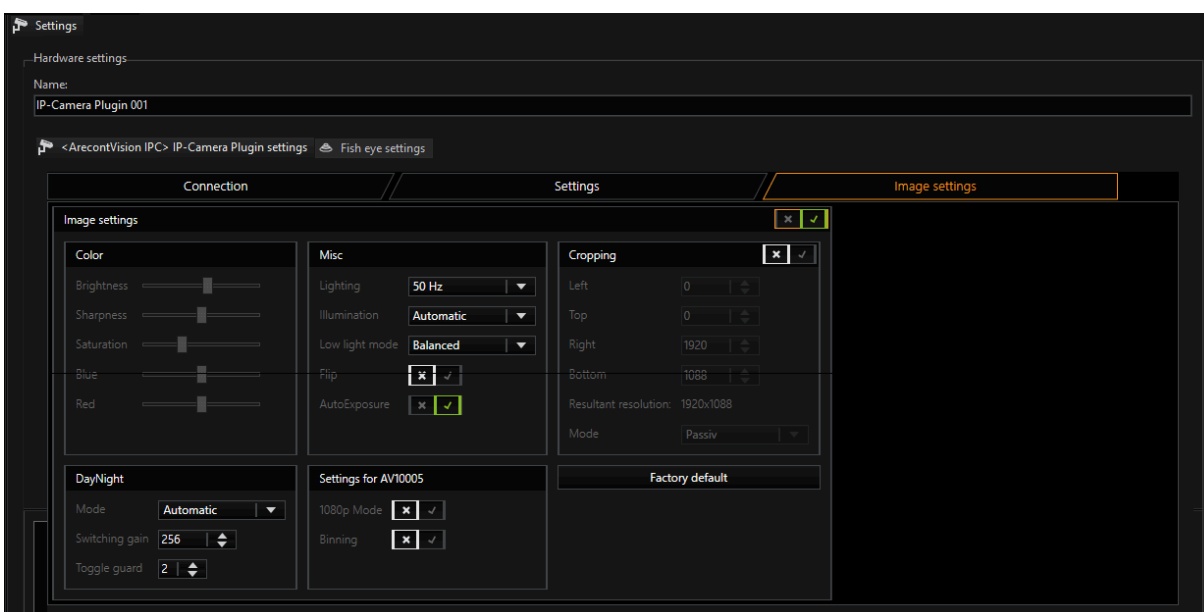 Settings
Hardware settings
Name:
IP-Camera Plugin 001
<ArecontVision IPC> IP-Camera Plugin settings
Fish eye settings
Connection
Settings
Image settings
Image settings
Color
Brightness
Sharpness
Saturation
Blue
Red
Misc
Lighting 50 Hz
Illumination Automatic
Low light mode Balanced
Flip
AutoExposure
Cropping
Left 0
Top 0
Right 1920
Bottom 1088
Resultant resolution: 1920x1088
Mode Passiv
DayNight
Mode Automatic
Switching gain 256
Toggle guard 2
Settings for AV10005
1080p Mode
Binning
Factory default